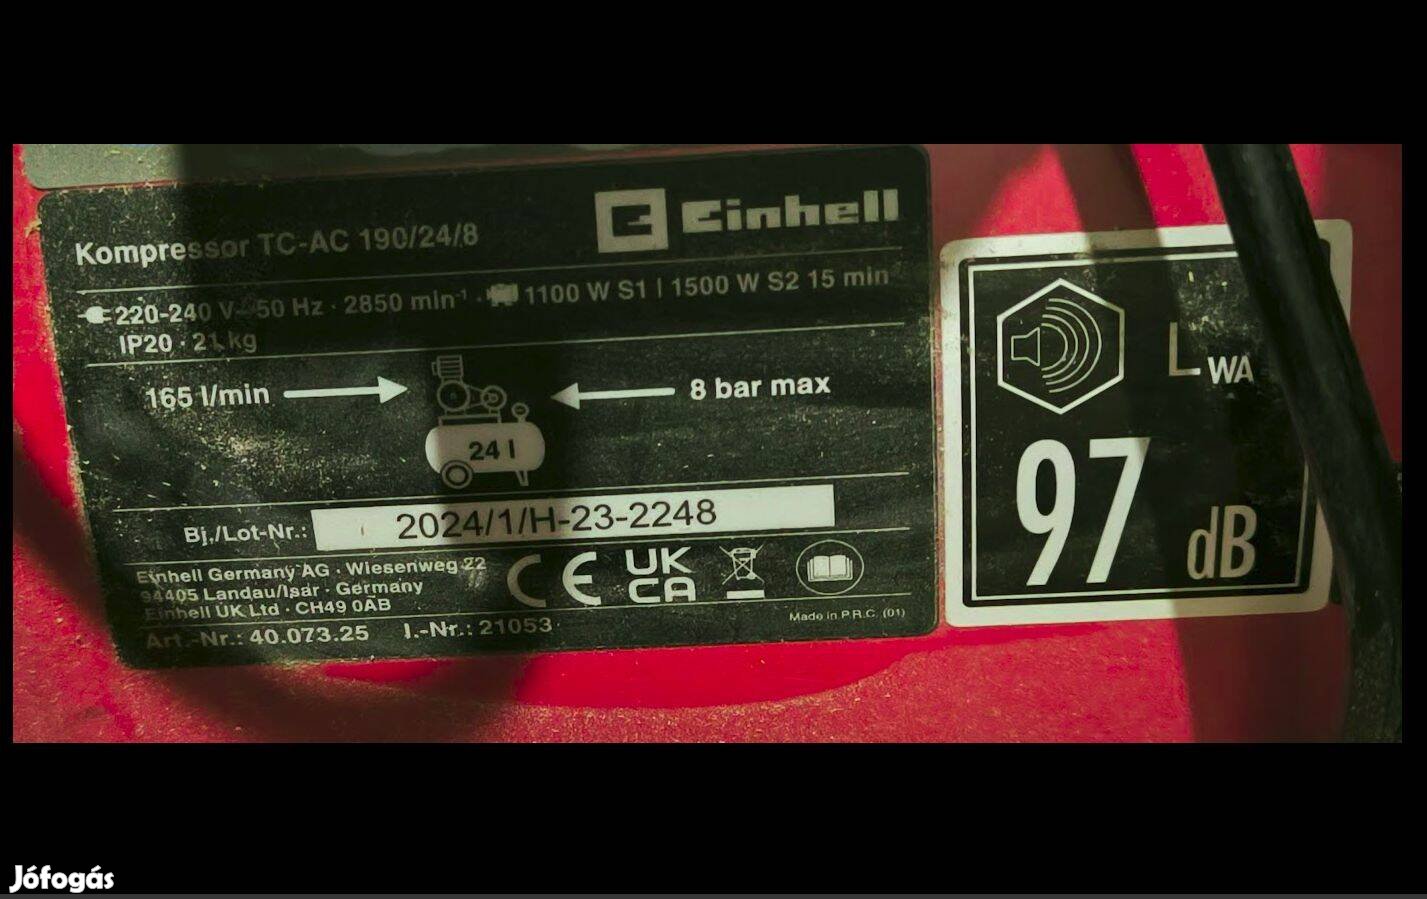 Einhell
Kompressor TC-AC 190/24/8
220-240 V~ 50 Hz · 2850 min⁻¹ · 1100 W S1 | 1500 W S2 15 min
IP20 · 21 kg
165 l/min
8 bar max
24 l
Bj./Lot-Nr.: 2024/1/H-23-2248
Einhell Germany AG · Wiesenweg 22
94405 Landau/Isar · Germany
Einhell UK Ltd · CH49 0AB
CE
UK
CA
Art.-Nr.: 40.073.25 I.-Nr.: 21053
Made in P.R.C. (01)
LWA
97
dB
Jófogás